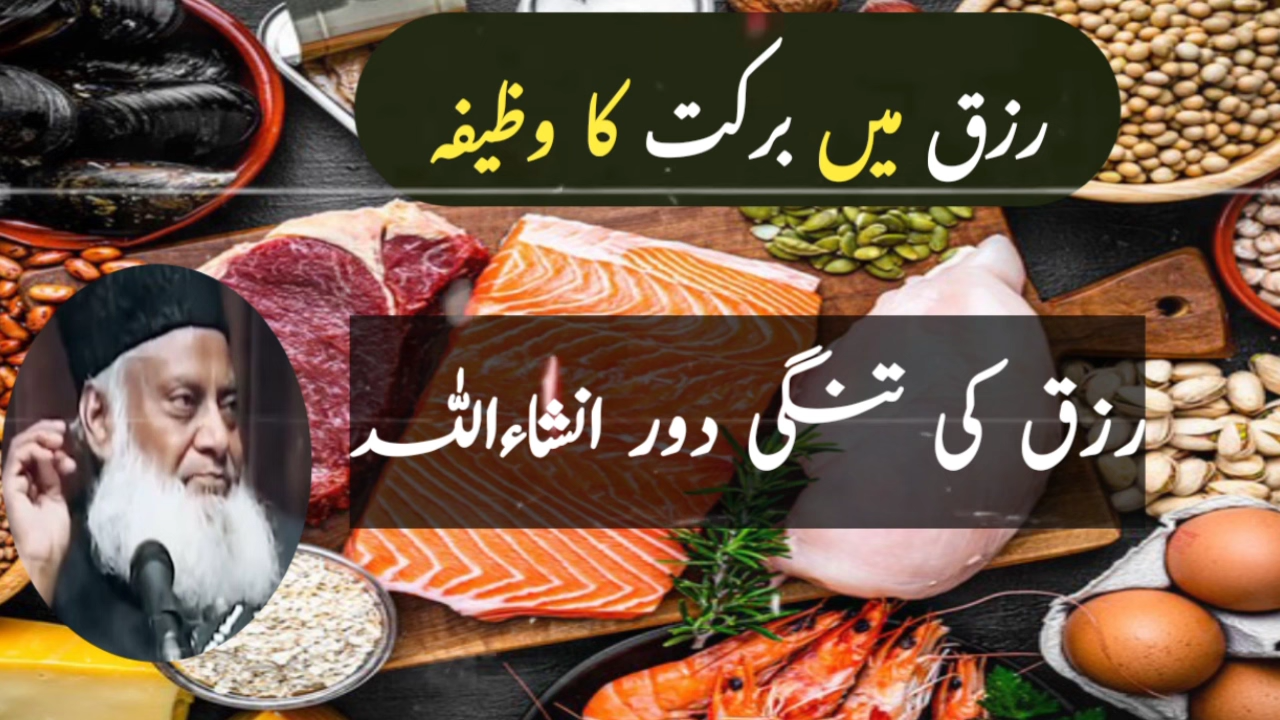 رزق میں برکت کا وظیفہ
رزق کی تنگی دور انشاءاللہ